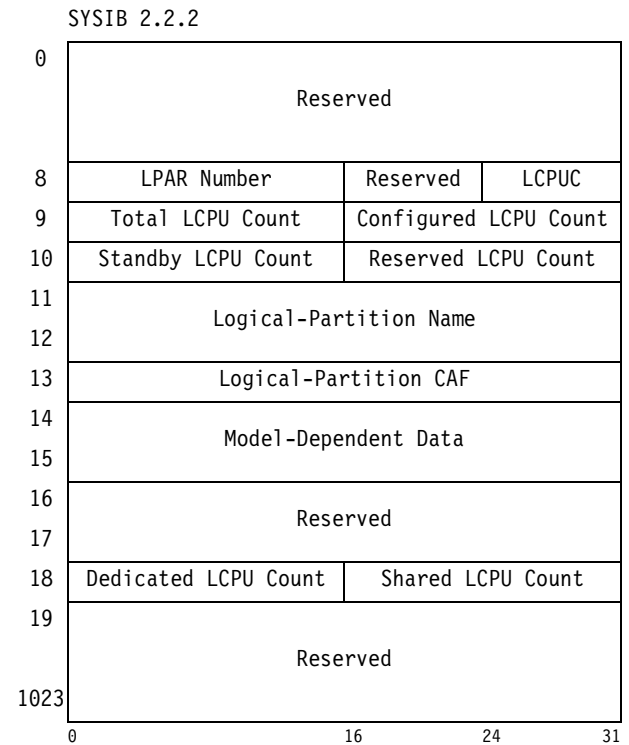 SYSIB 2.2.2
0
Reserved
8 LPAR Number Reserved LCPUC
9 Total LCPU Count Configured LCPU Count
10 Standby LCPU Count Reserved LCPU Count
11
Logical-Partition Name
12
13 Logical-Partition CAF
14
Model-Dependent Data
15
16
Reserved
17
18 Dedicated LCPU Count Shared LCPU Count
19
Reserved
1023
0 16 24 31